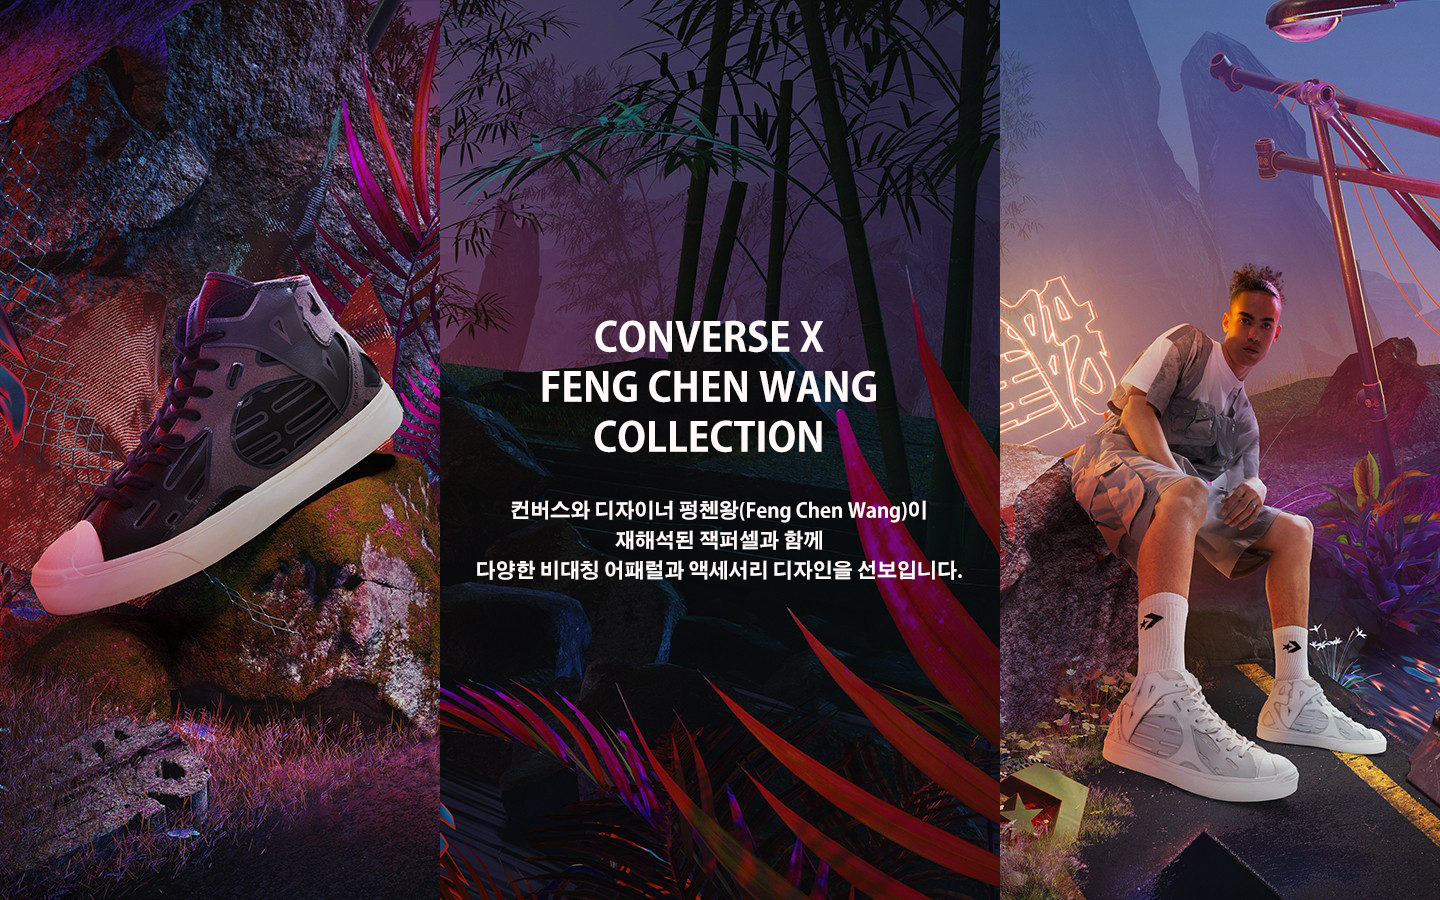 CONVERSE X
FENG CHEN WANG
COLLECTION
컨버스와 디자이너 펑첸왕(Feng Chen Wang)이
재해석된 잭퍼셀과 함께
다양한 비대칭 어패럴과 액세서리 디자인을 선보입니다.